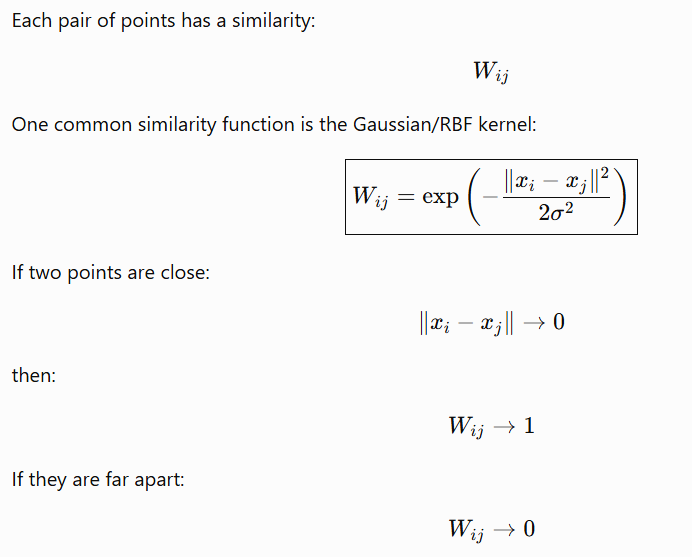 Each pair of points has a similarity:
W_{ij}
One common similarity function is the Gaussian/RBF kernel:
W_{ij} = \exp\left(-\frac{\|x_i - x_j\|^2}{2\sigma^2}\right)
If two points are close:
\|x_i - x_j\| \to 0
then:
W_{ij} \to 1
If they are far apart:
W_{ij} \to 0